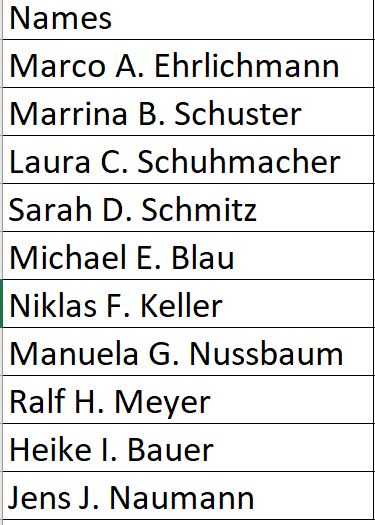 Names
Marco A. Ehrlichmann
Marrina B. Schuster
Laura C. Schuhmacher
Sarah D. Schmitz
Michael E. Blau
Niklas F. Keller
Manuela G. Nussbaum
Ralf H. Meyer
Heike I. Bauer
Jens J. Naumann